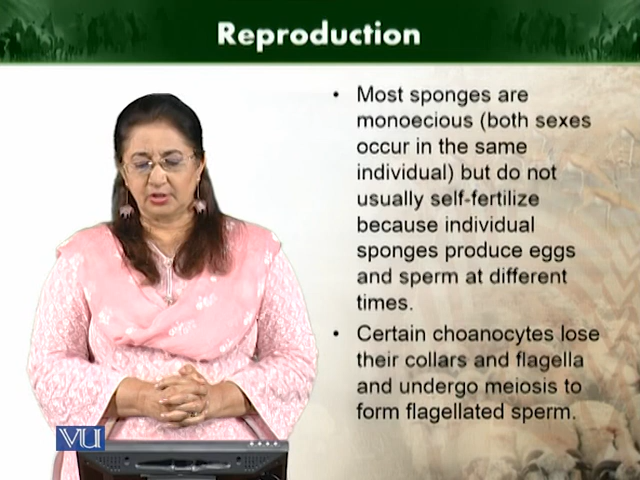 Reproduction
• Most sponges are
monoecious (both sexes
occur in the same
individual) but do not
usually self-fertilize
because individual
sponges produce eggs
and sperm at different
times.
• Certain choanocytes lose
their collars and flagella
and undergo meiosis to
form flagellated sperm.
VU